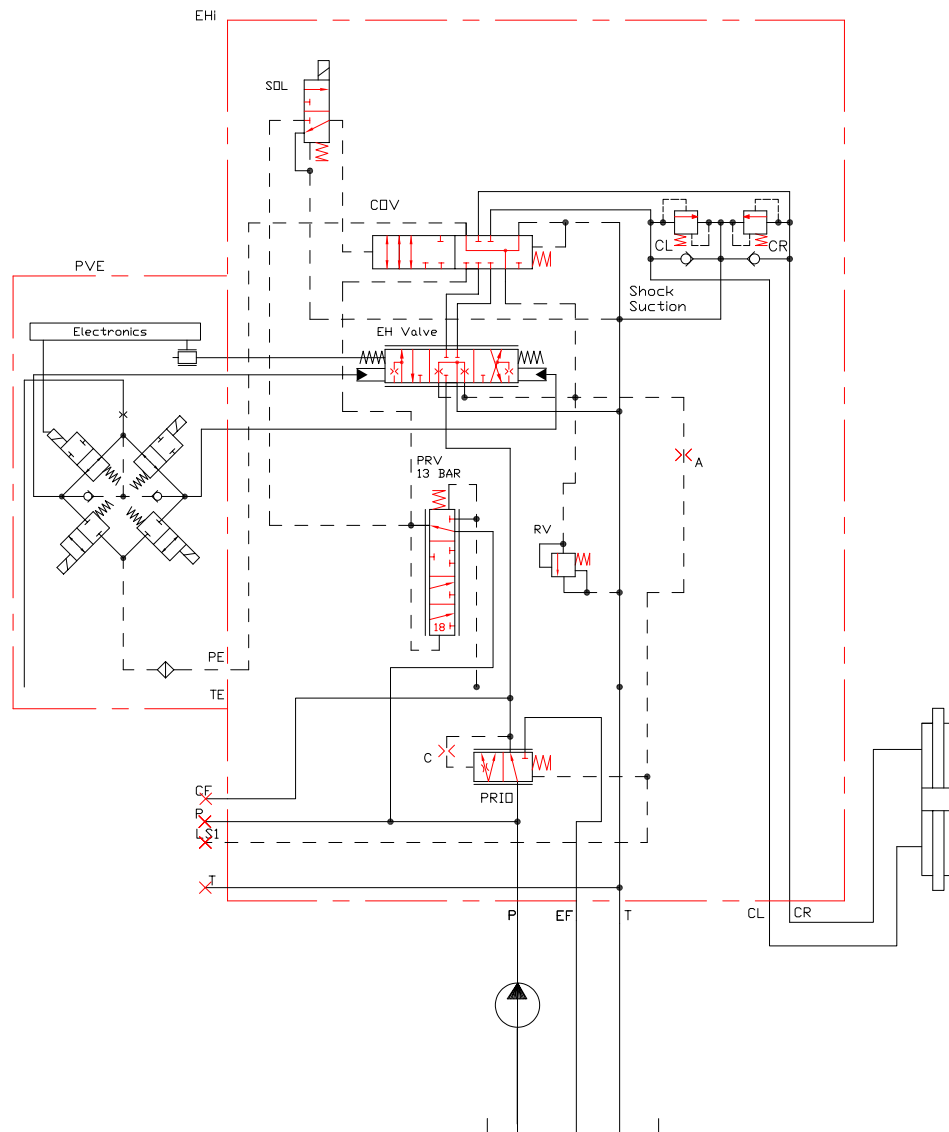 EHi
SOL
COV
CL
CR
PVE
Shock
Suction
Electronics
EH Valve
PRV
13 BAR
A
RV
18
PE
TE
C
PRIO
CF
P
LS1
T
P
EF
T
CL
CR